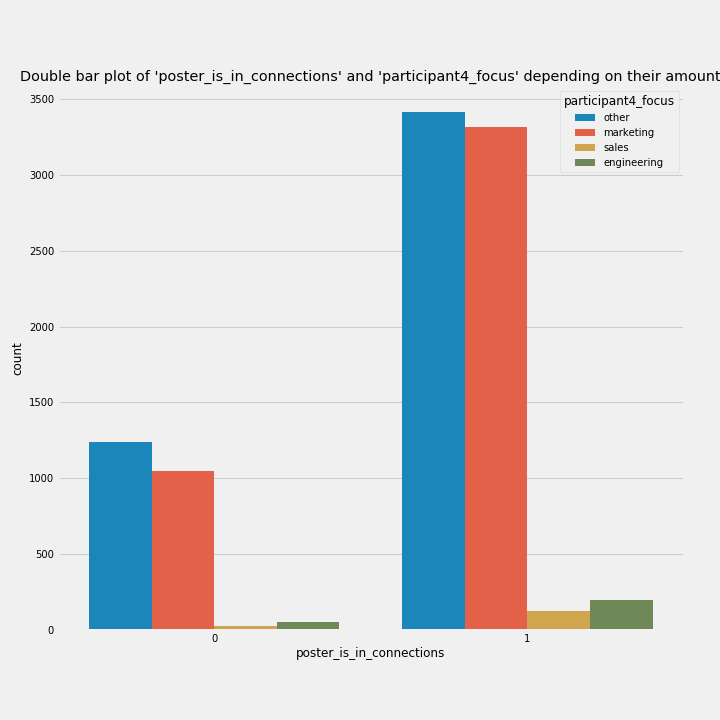 Double bar plot of 'poster_is_in_connections' and 'participant4_focus' depending on their amount
participant4_focus
other
marketing
sales
engineering
3500
3000
2500
2000
1500
1000
500
0
count
0 1
poster_is_in_connections